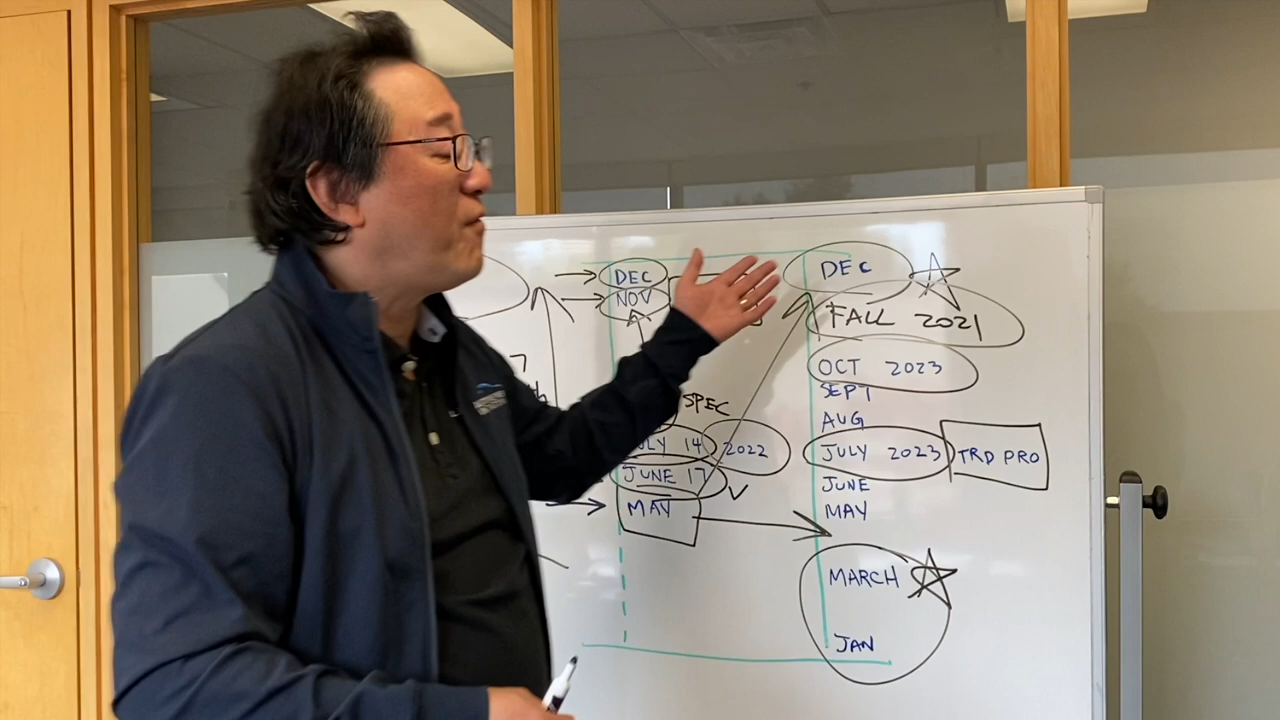 DEC
NOV
SPEC
JULY 14 2022
JUNE 17 V
MAY
DEC
FALL 2021
OCT 2023
SEPT
AUG
JULY 2023 TRD PRO
JUNE
MAY
MARCH
JAN